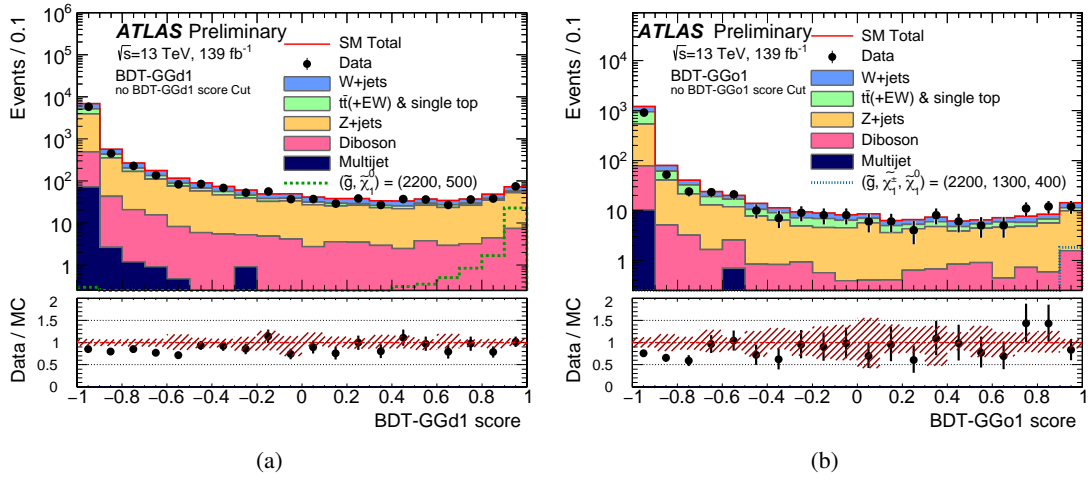 ATLAS Preliminary
√s=13 TeV, 139 fb⁻¹
BDT-GGd1
no BDT-GGd1 score Cut
SM Total
Data
W+jets
tt̄(+EW) & single top
Z+jets
Diboson
Multijet
(g̃, χ̃₁⁰) = (2200, 500)
Events / 0.1
10⁶
10⁵
10⁴
10³
10²
10
1
Data / MC
2
1.5
1
0.5
0
−1 −0.8 −0.6 −0.4 −0.2 0 0.2 0.4 0.6 0.8 1
BDT-GGd1 score
(a)
ATLAS Preliminary
√s=13 TeV, 139 fb⁻¹
BDT-GGo1
no BDT-GGo1 score Cut
SM Total
Data
W+jets
tt̄(+EW) & single top
Z+jets
Diboson
Multijet
(g̃, χ̃₁±, χ̃₁⁰) = (2200, 1300, 400)
Events / 0.1
10⁴
10³
10²
10
1
Data / MC
2
1.5
1
0.5
0
−1 −0.8 −0.6 −0.4 −0.2 0 0.2 0.4 0.6 0.8 1
BDT-GGo1 score
(b)